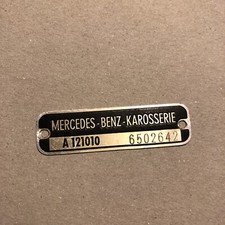 MERCEDES-BENZ-KAROSSERIE
A 121010 6502642